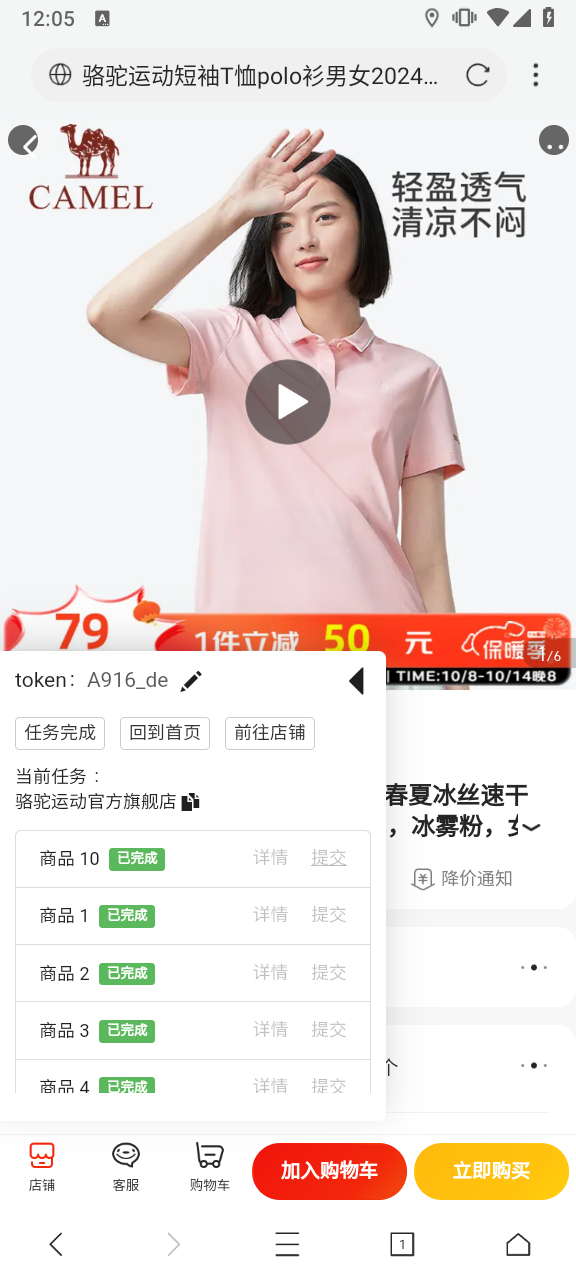 12:05
A
骆驼运动短袖T恤polo衫男女2024…
CAMEL
轻盈透气
清凉不闷
79
1件立减 50 元
保暖季
1/6
TIME:10/8-10/14晚8
token： A916_de
任务完成 回到首页 前往店铺
当前任务：
骆驼运动官方旗舰店
春夏冰丝速干
，冰雾粉，
降价通知
商品 10 已完成 详情 提交
商品 1 已完成 详情 提交
商品 2 已完成 详情 提交
商品 3 已完成 详情 提交
商品 4 已完成 详情 提交
个
店铺 客服 购物车 加入购物车 立即购买
1